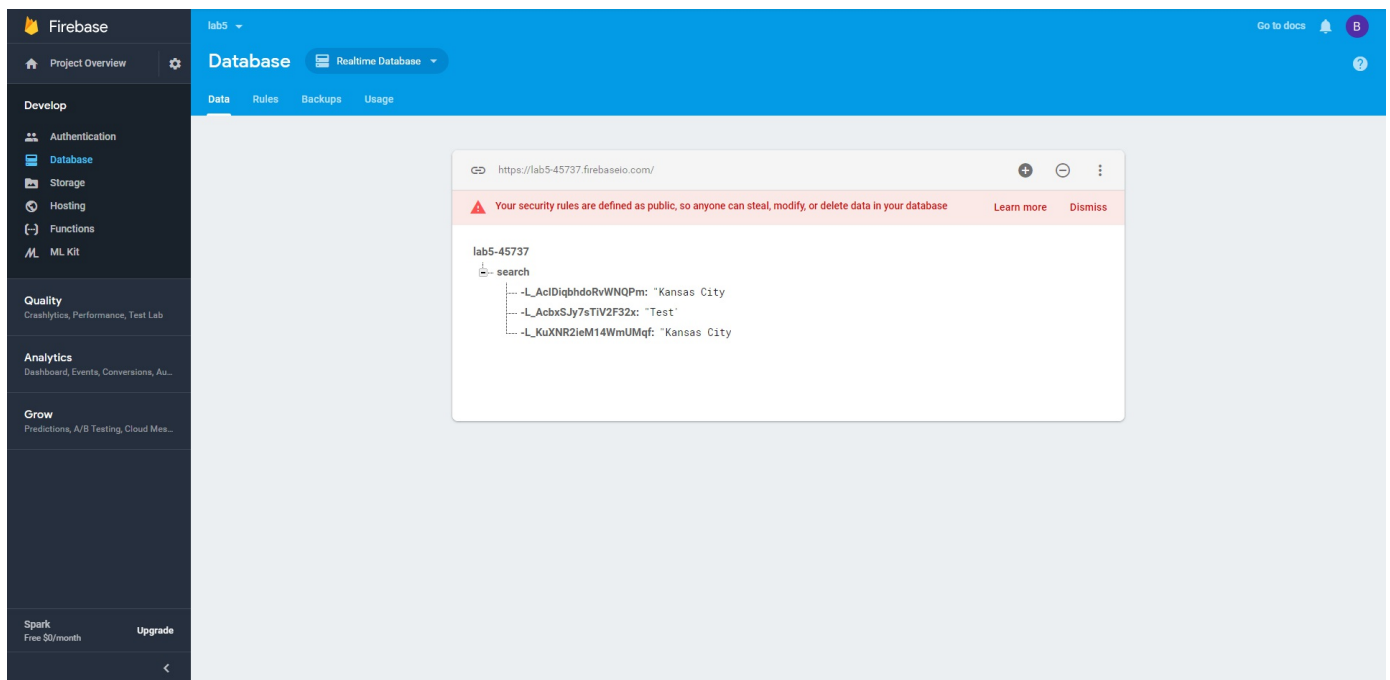 Firebase
Project Overview
Develop
Authentication
Database
Storage
Hosting
Functions
ML Kit
Quality
Crashlytics, Performance, Test Lab
Analytics
Dashboard, Events, Conversions, Au...
Grow
Predictions, A/B Testing, Cloud Mes...
Spark
Free $0/month
Upgrade
lab5
Go to docs
B
Database
Realtime Database
?
Data Rules Backups Usage
https://lab5-45737.firebaseio.com/
Your security rules are defined as public, so anyone can steal, modify, or delete data in your database Learn more Dismiss
lab5-45737
search
-L_AclDiqbhdoRvWNQPm: "Kansas City
-L_AcbxSJy7sTiV2F32x: "Test"
-L_KuXNR2ieM14WmUMqf: "Kansas City